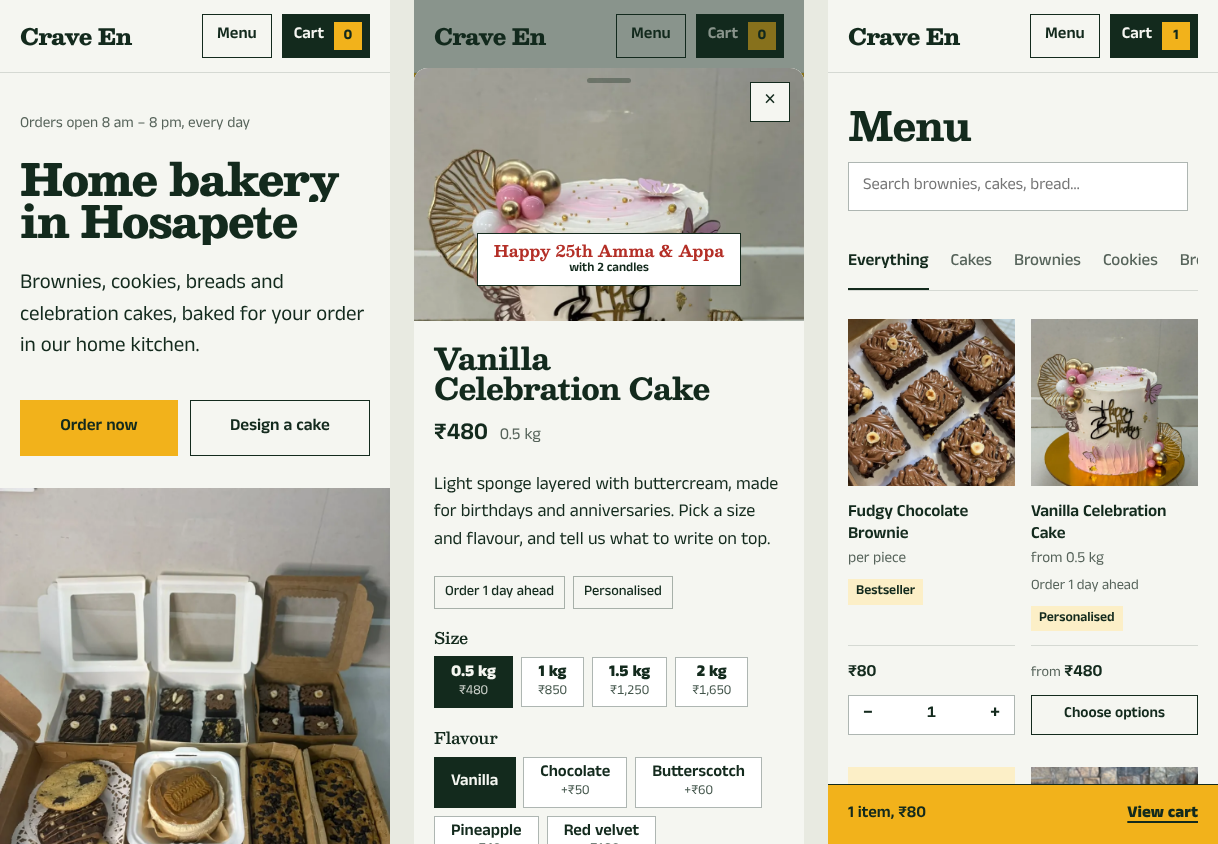 Crave En
Menu
Cart 0
Orders open 8 am – 8 pm, every day
Home bakery
in Hosapete
Brownies, cookies, breads and
celebration cakes, baked for your order
in our home kitchen.
Order now
Design a cake
Crave En
Menu
Cart 0
×
Happy 25th Amma & Appa
with 2 candles
Vanilla
Celebration Cake
₹480 0.5 kg
Light sponge layered with buttercream, made
for birthdays and anniversaries. Pick a size
and flavour, and tell us what to write on top.
Order 1 day ahead
Personalised
Size
0.5 kg
₹480
1 kg
₹850
1.5 kg
₹1,250
2 kg
₹1,650
Flavour
Vanilla
Chocolate
+₹50
Butterscotch
+₹60
Pineapple
Red velvet
Crave En
Menu
Cart 1
Menu
Search brownies, cakes, bread...
Everything Cakes Brownies Cookies
Happy
Birthday
Fudgy Chocolate
Brownie
per piece
Bestseller
₹80
− 1 +
Vanilla Celebration
Cake
from 0.5 kg
Order 1 day ahead
Personalised
from ₹480
Choose options
1 item, ₹80
View cart